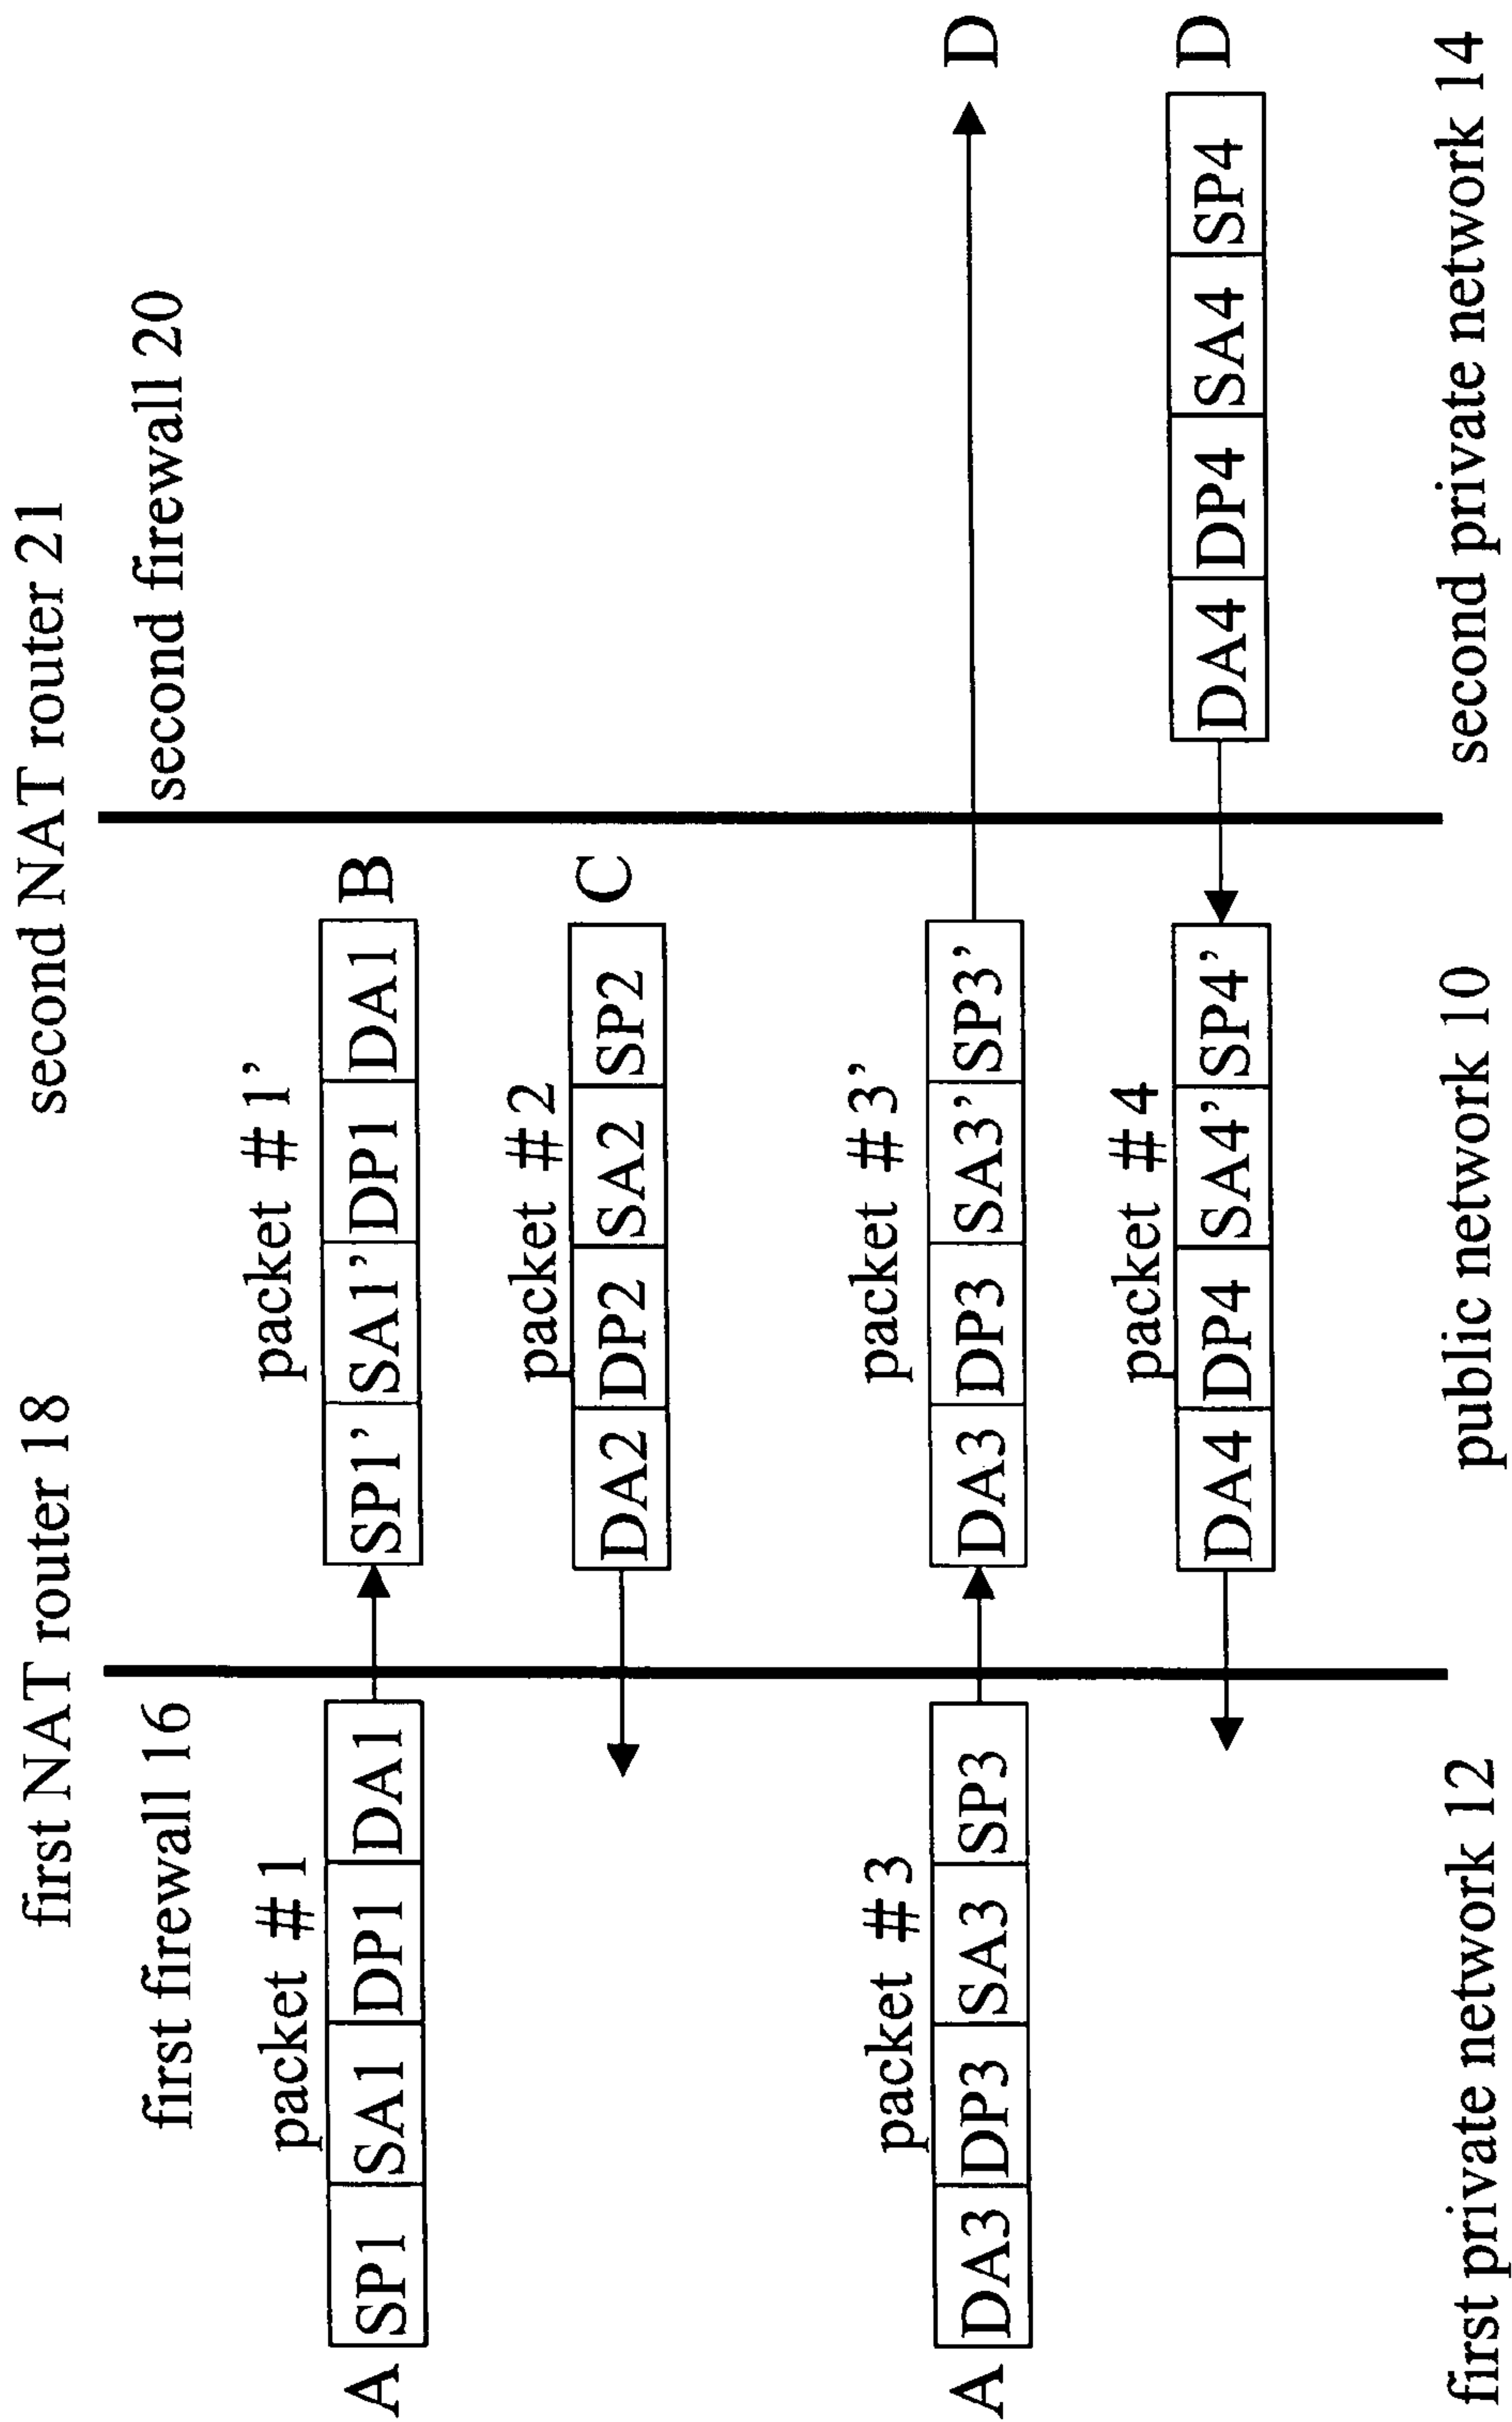 first NAT router 18
second NAT router 21
first firewall 16
second firewall 20
packet #1
packet #1’
A
SP1 SA1 DP1 DA1
SP1’ SA1’ DP1 DA1
B
packet #2
DA2 DP2 SA2 SP2
C
packet #3
packet #3’
A
DA3 DP3 SA3 SP3
DA3 DP3 SA3’ SP3’
D
packet #4
DA4 DP4 SA4’ SP4’
DA4 DP4 SA4 SP4
D
first private network 12
public network 10
second private network 14